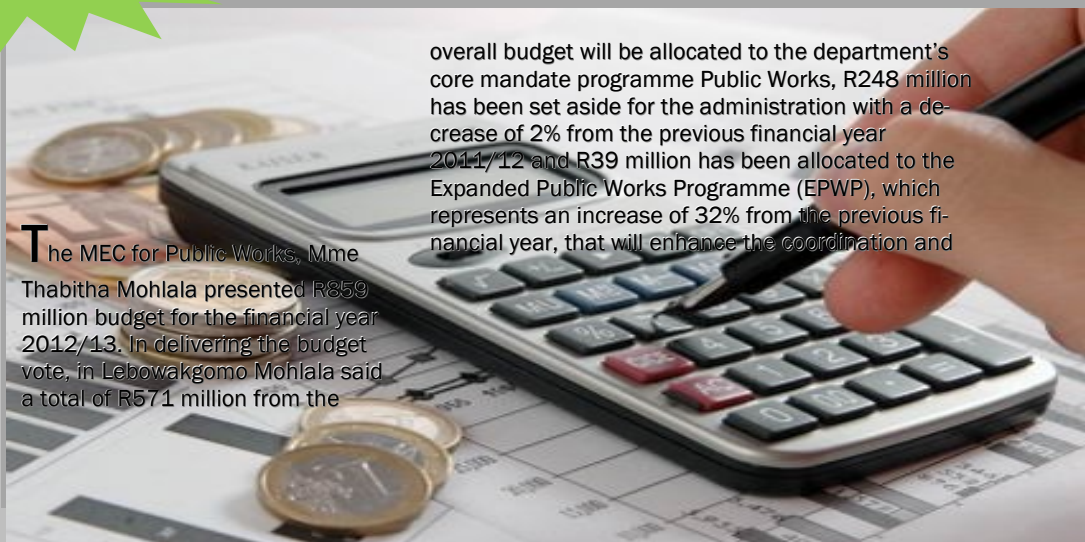 The MEC for Public Works, Mme
Thabitha Mohlala presented R859
million budget for the financial year
2012/13. In delivering the budget
vote, in Lebowakgomo Mohlala said
a total of R571 million from the
overall budget will be allocated to the department's
core mandate programme Public Works, R248 million
has been set aside for the administration with a de-
crease of 2% from the previous financial year
2011/12 and R39 million has been allocated to the
Expanded Public Works Programme (EPWP), which
represents an increase of 32% from the previous fi-
nancial year, that will enhance the coordination and